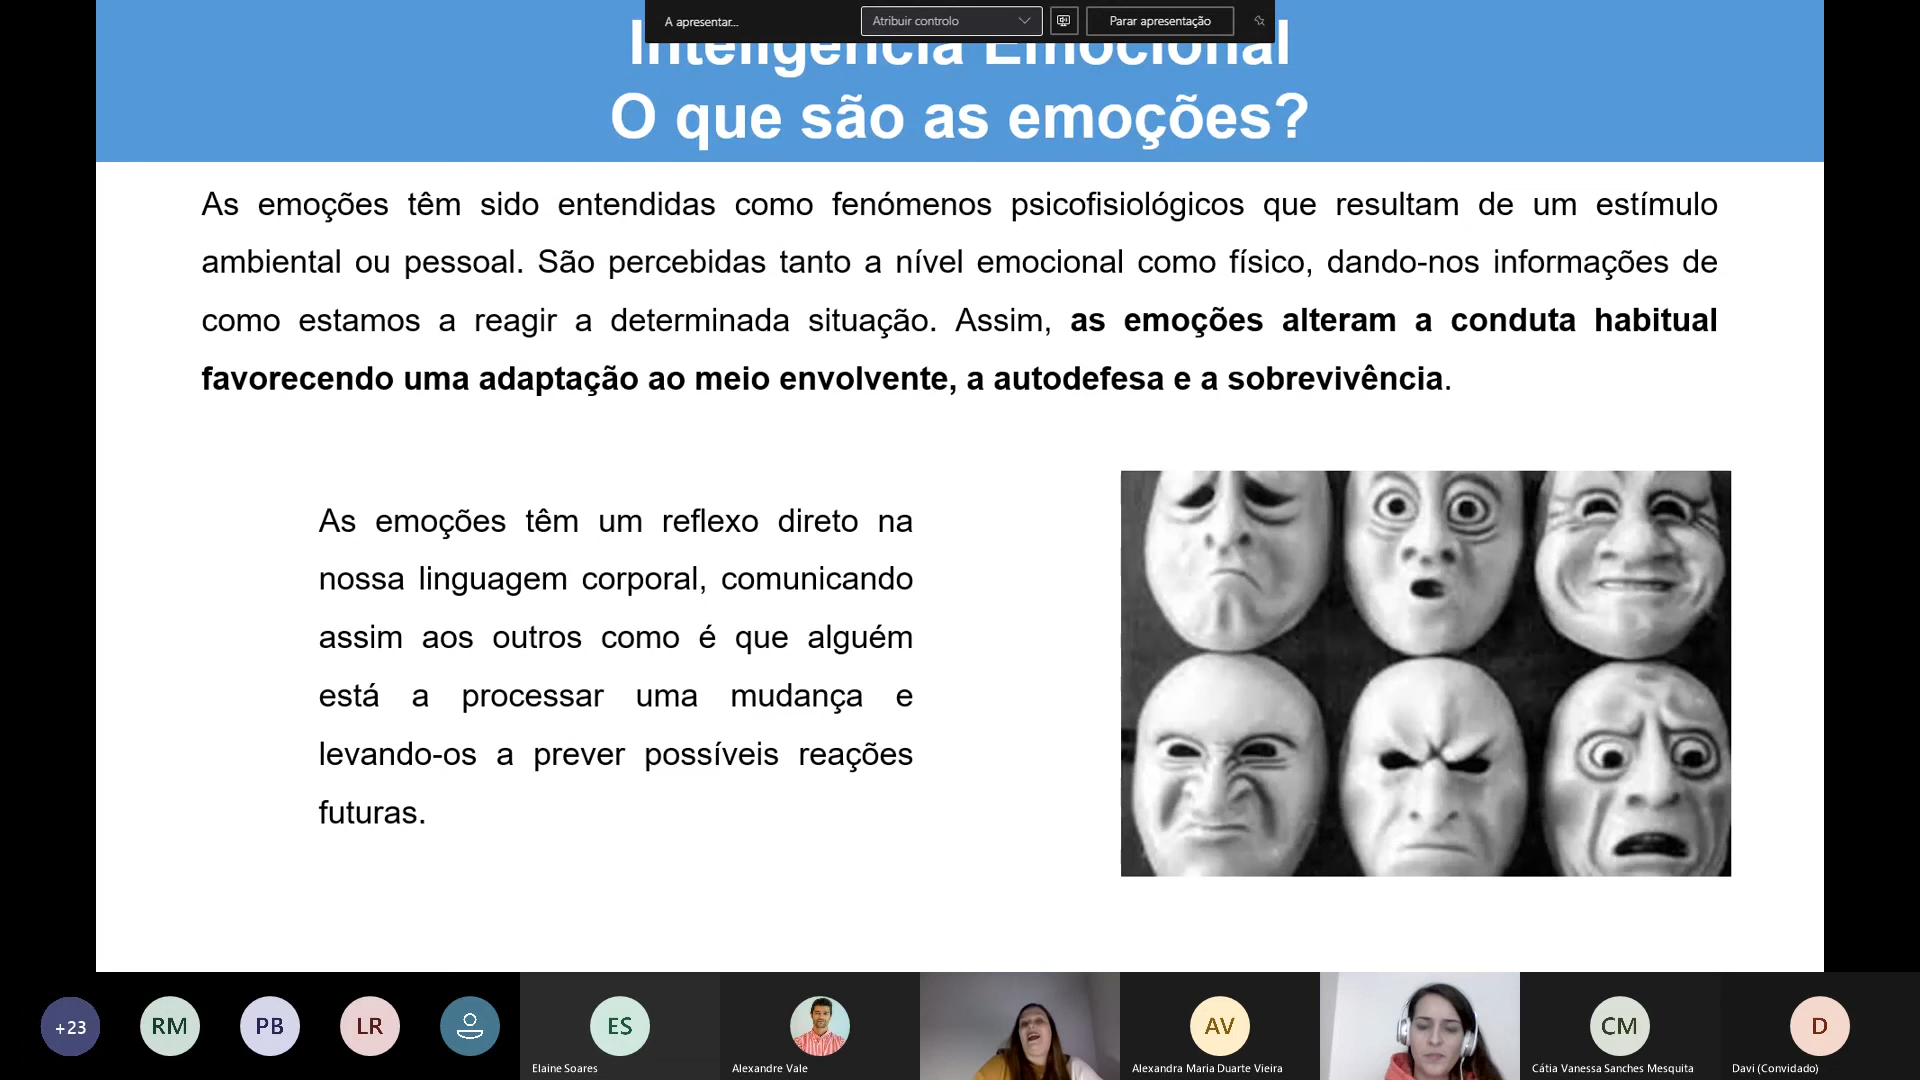 A apresentar...
Atribuir controlo
Parar apresentação
Inteligência Emocional
O que são as emoções?
As emoções têm sido entendidas como fenómenos psicofisiológicos que resultam de um estímulo
ambiental ou pessoal. São percebidas tanto a nível emocional como físico, dando-nos informações de
como estamos a reagir a determinada situação. Assim, as emoções alteram a conduta habitual
favorecendo uma adaptação ao meio envolvente, a autodefesa e a sobrevivência.
As emoções têm um reflexo direto na
nossa linguagem corporal, comunicando
assim aos outros como é que alguém
está a processar uma mudança e
levando-os a prever possíveis reações
futuras.
+23
RM
PB
LR
ES
Elaine Soares
Alexandre Vale
AV
Alexandra Maria Duarte Vieira
CM
Cátia Vanessa Sanches Mesquita
D
Davi (Convidado)